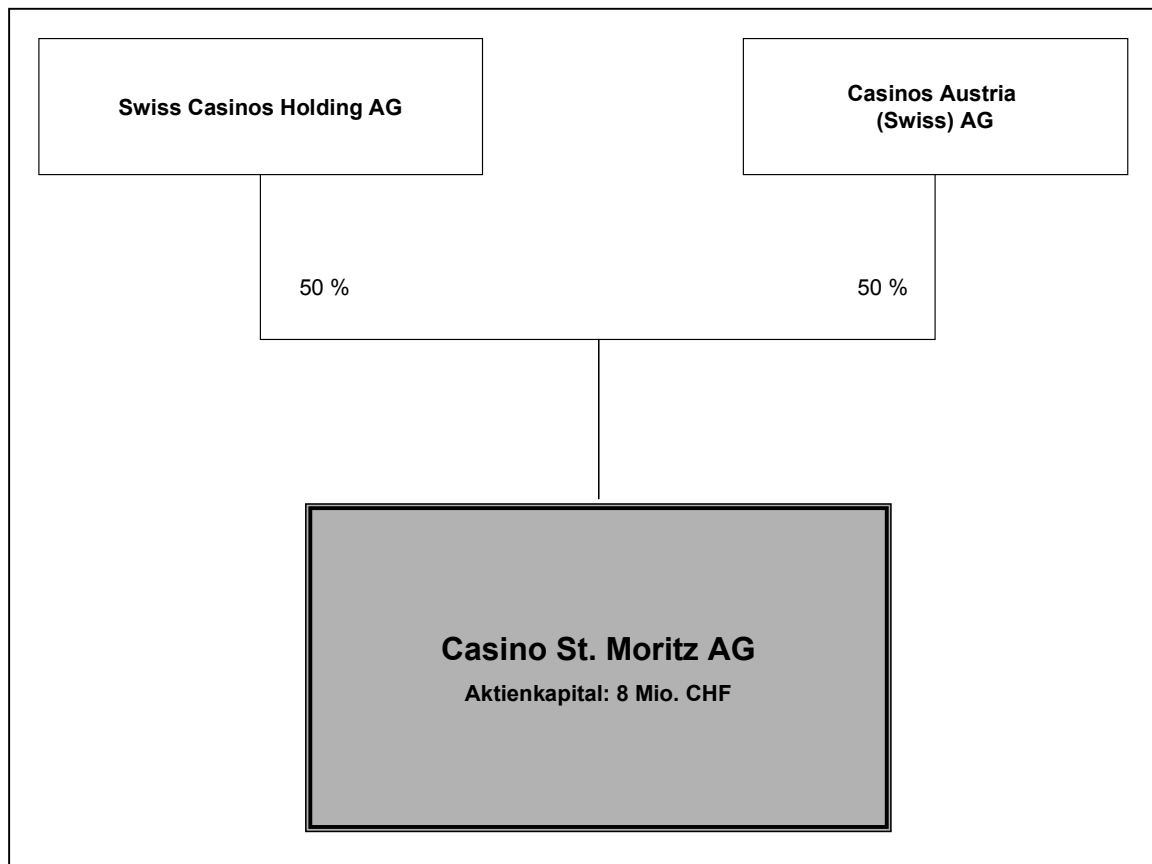 Swiss Casinos Holding AG
Casinos Austria
(Swiss) AG
50 %
50 %
Casino St. Moritz AG
Aktienkapital: 8 Mio. CHF